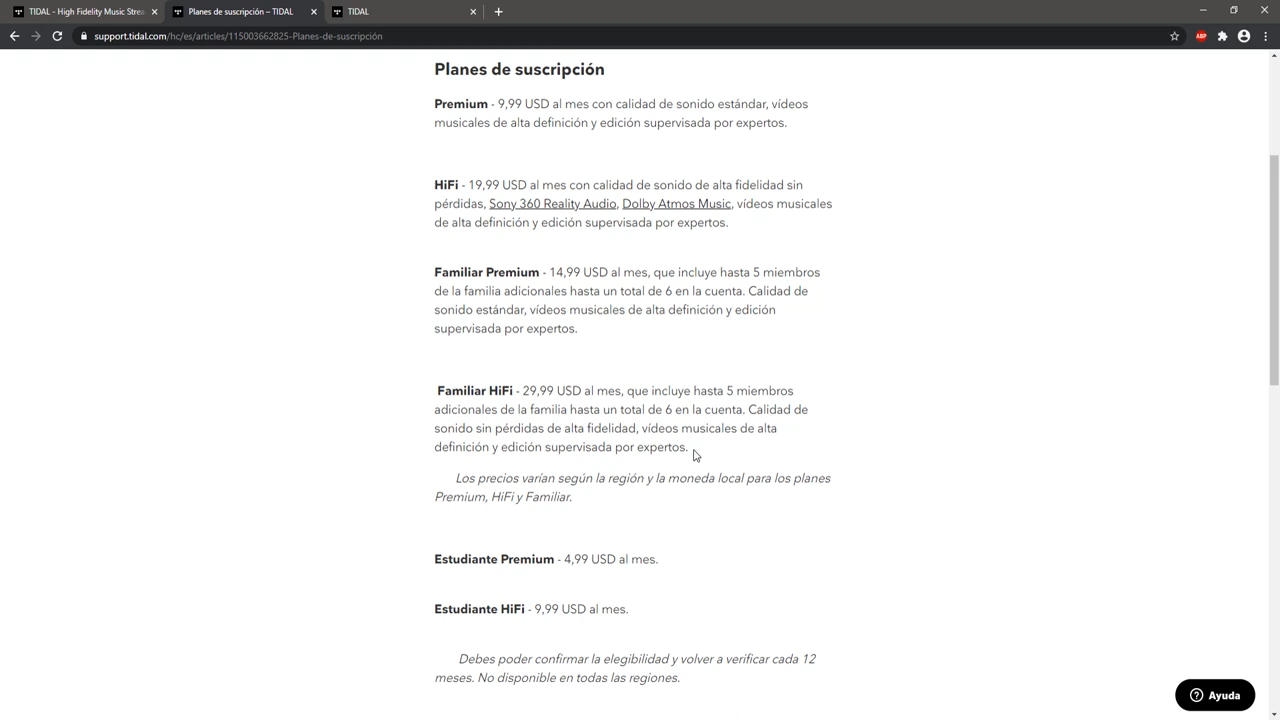 TIDAL - High Fidelity Music Strea
Planes de suscripción – TIDAL
TIDAL
support.tidal.com/hc/es/articles/115003662825-Planes-de-suscripción
ABP
Planes de suscripción
Premium - 9,99 USD al mes con calidad de sonido estándar, vídeos
musicales de alta definición y edición supervisada por expertos.
HiFi - 19,99 USD al mes con calidad de sonido de alta fidelidad sin
pérdidas, Sony 360 Reality Audio, Dolby Atmos Music, vídeos musicales
de alta definición y edición supervisada por expertos.
Familiar Premium - 14,99 USD al mes, que incluye hasta 5 miembros
de la familia adicionales hasta un total de 6 en la cuenta. Calidad de
sonido estándar, vídeos musicales de alta definición y edición
supervisada por expertos.
Familiar HiFi - 29,99 USD al mes, que incluye hasta 5 miembros
adicionales de la familia hasta un total de 6 en la cuenta. Calidad de
sonido sin pérdidas de alta fidelidad, vídeos musicales de alta
definición y edición supervisada por expertos.
Los precios varían según la región y la moneda local para los planes
Premium, HiFi y Familiar.
Estudiante Premium - 4,99 USD al mes.
Estudiante HiFi - 9,99 USD al mes.
Debes poder confirmar la elegibilidad y volver a verificar cada 12
meses. No disponible en todas las regiones.
Ayuda